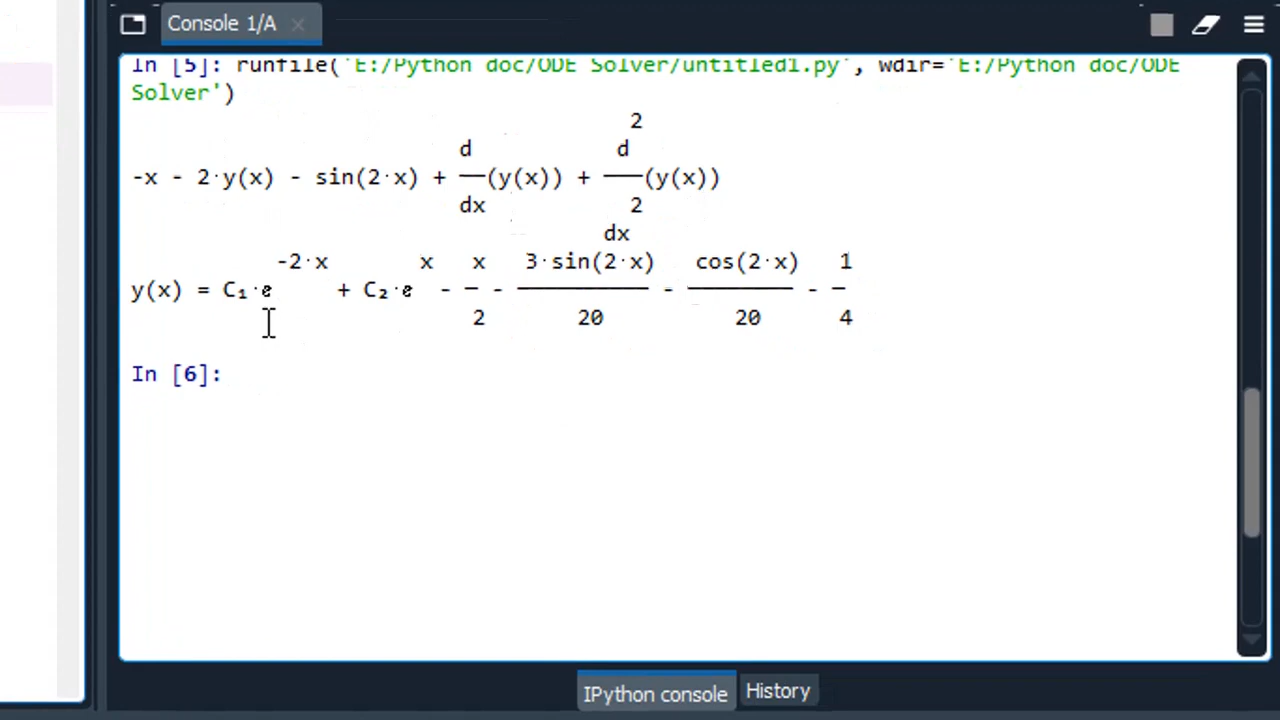 Console 1/A
In [5]: runfile('E:/Python doc/ODE Solver/untitled1.py', wdir='E:/Python doc/ODE
Solver')
2
d d
-x - 2·y(x) - sin(2·x) + ──(y(x)) + ───(y(x))
dx 2
dx
-2·x x x 3·sin(2·x) cos(2·x) 1
y(x) = C₁·ℯ + C₂·ℯ - ─ - ────────── - ──────── - ─
2 20 20 4
In [6]:
IPython console History